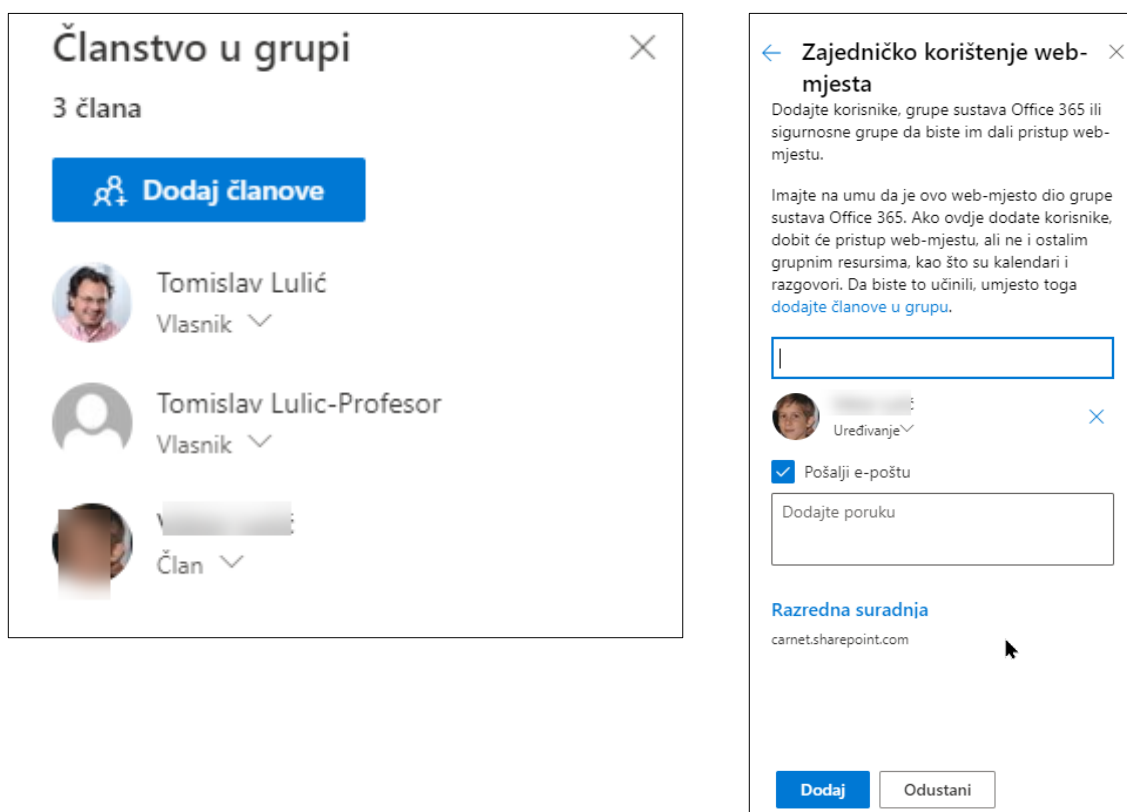 Članstvo u grupi
3 člana
Dodaj članove
Tomislav Lulić
Vlasnik
Tomislav Lulic-Profesor
Vlasnik
Član
Zajedničko korištenje web-
mjesta
Dodajte korisnike, grupe sustava Office 365 ili
sigurnosne grupe da biste im dali pristup web-
mjestu.
Imajte na umu da je ovo web-mjesto dio grupe
sustava Office 365. Ako ovdje dodate korisnike,
dobit će pristup web-mjestu, ali ne i ostalim
grupnim resursima, kao što su kalendari i
razgovori. Da biste to učinili, umjesto toga
dodajte članove u grupu.
Uređivanje
Pošalji e-poštu
Dodajte poruku
Razredna suradnja
carnet.sharepoint.com
Dodaj
Odustani